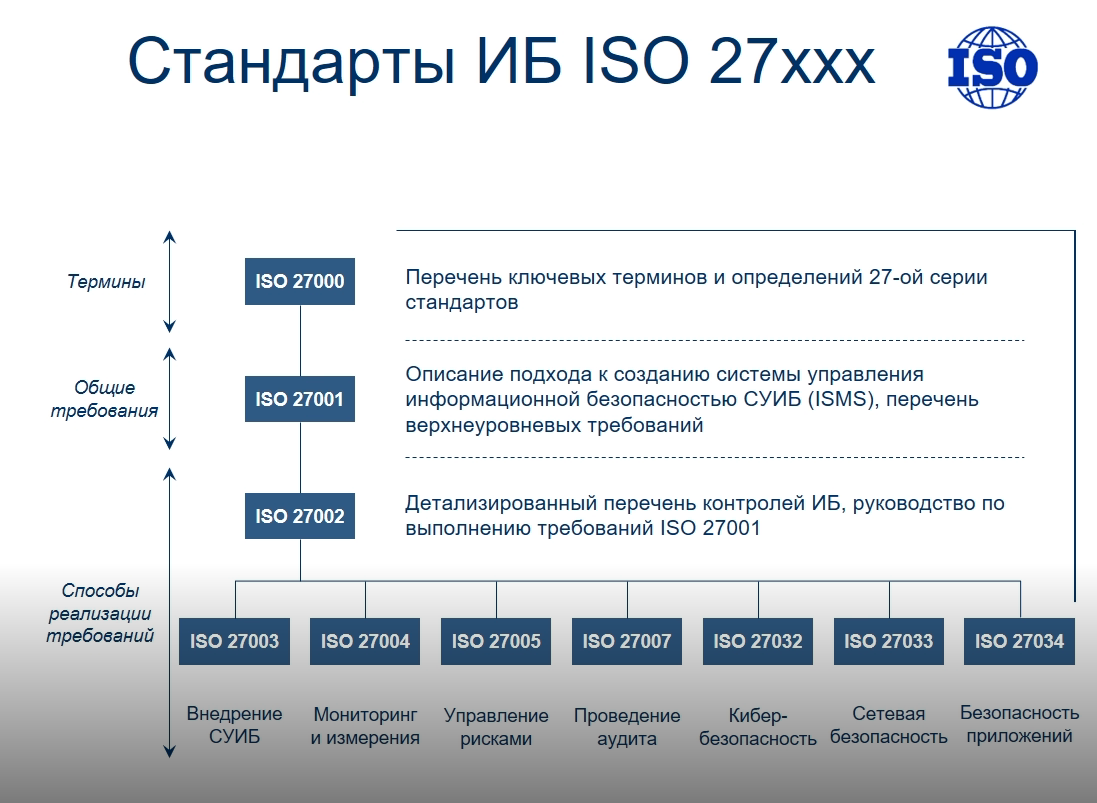 Стандарты ИБ ISO 27xxx
ISO
Термины
ISO 27000
Перечень ключевых терминов и определений 27-ой серии
стандартов
Общие
требования
ISO 27001
Описание подхода к созданию системы управления
информационной безопасностью СУИБ (ISMS), перечень
верхнеуровневых требований
ISO 27002
Детализированный перечень контролей ИБ, руководство по
выполнению требований ISO 27001
Способы
реализации
требований
ISO 27003
ISO 27004
ISO 27005
ISO 27007
ISO 27032
ISO 27033
ISO 27034
Внедрение
СУИБ
Мониторинг
и измерения
Управление
рисками
Проведение
аудита
Кибер-
безопасность
Сетевая
безопасность
Безопасность
приложений